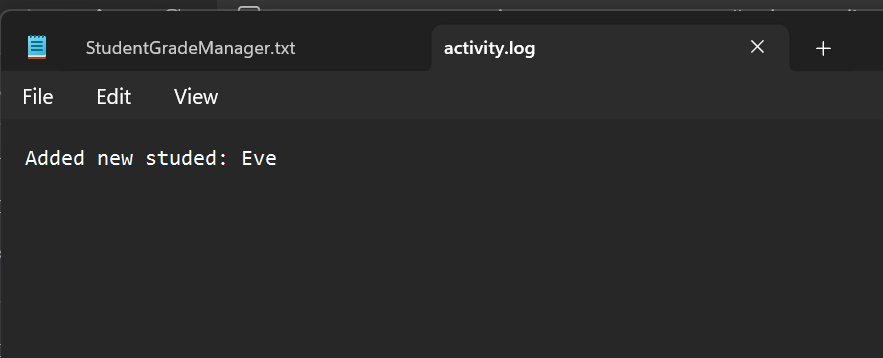 StudentGradeManager.txt activity.log
File Edit View
Added new studed: Eve